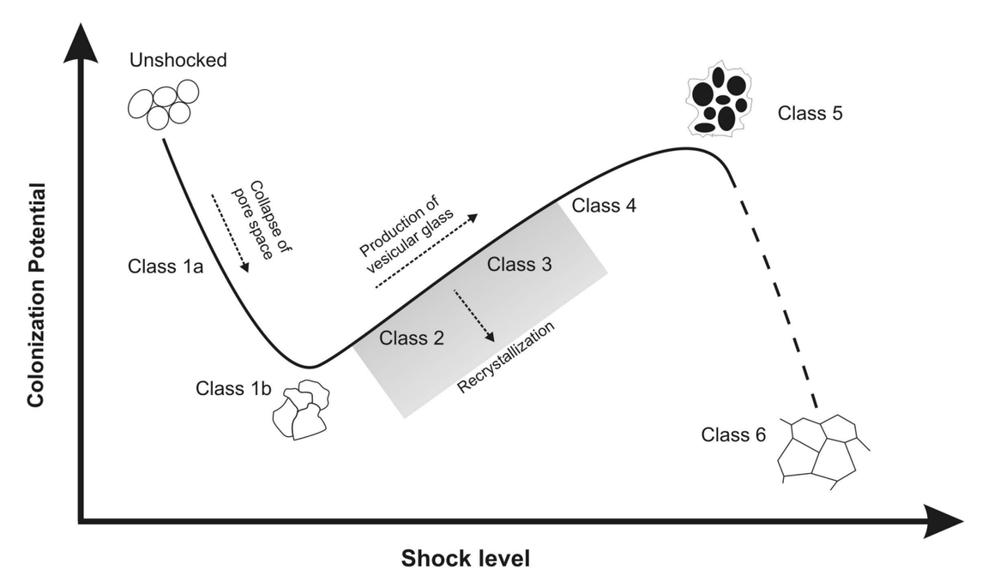 Unshocked
Class 5
Collapse of
pore space
Colonization Potential
Production of
vesicular glass
Class 4
Class 1a
Class 3
Class 2
Recrystallization
Class 1b
Class 6
Shock level